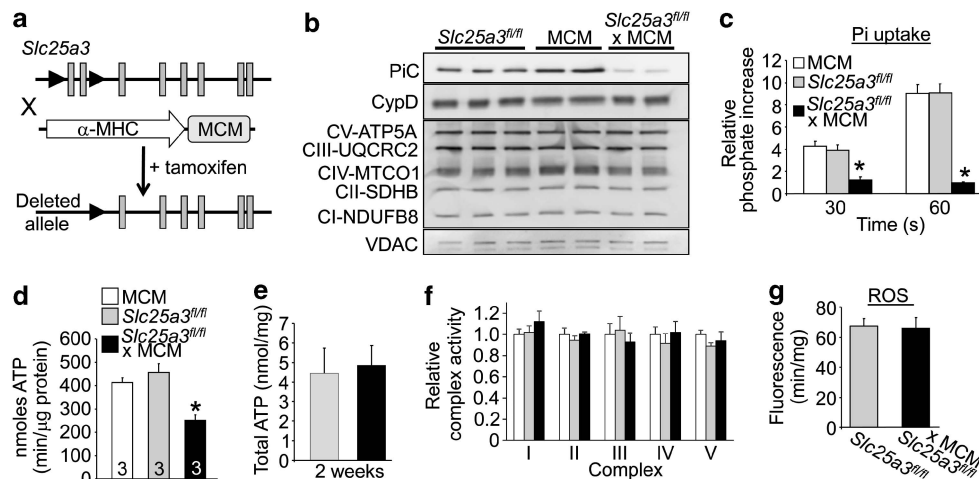 a
Slc25a3
X
α-MHC
MCM
+ tamoxifen
Deleted
allele
b
Slc25a3fl/fl
MCM
Slc25a3fl/fl
x MCM
PiC
CypD
CV-ATP5A
CIII-UQCRC2
CIV-MTCO1
CII-SDHB
CI-NDUFB8
VDAC
c
Pi uptake
Relative
phosphate increase
12
10
8
6
4
2
0
MCM
Slc25a3fl/fl
Slc25a3fl/fl
x MCM
*
*
30
60
Time (s)
d
MCM
Slc25a3fl/fl
Slc25a3fl/fl
x MCM
nmoles ATP
(min/μg protein)
600
500
400
300
200
100
0
*
3
3
3
e
Total ATP (nmol/mg)
7
6
5
4
3
2
1
0
2 weeks
f
Relative
complex activity
1.2
1.0
0.8
0.6
0.4
0.2
0
I
II
III
IV
V
Complex
g
ROS
Fluorescence
(min/mg)
80
60
40
20
0
Slc25a3fl/fl
Slc25a3fl/fl
x MCM